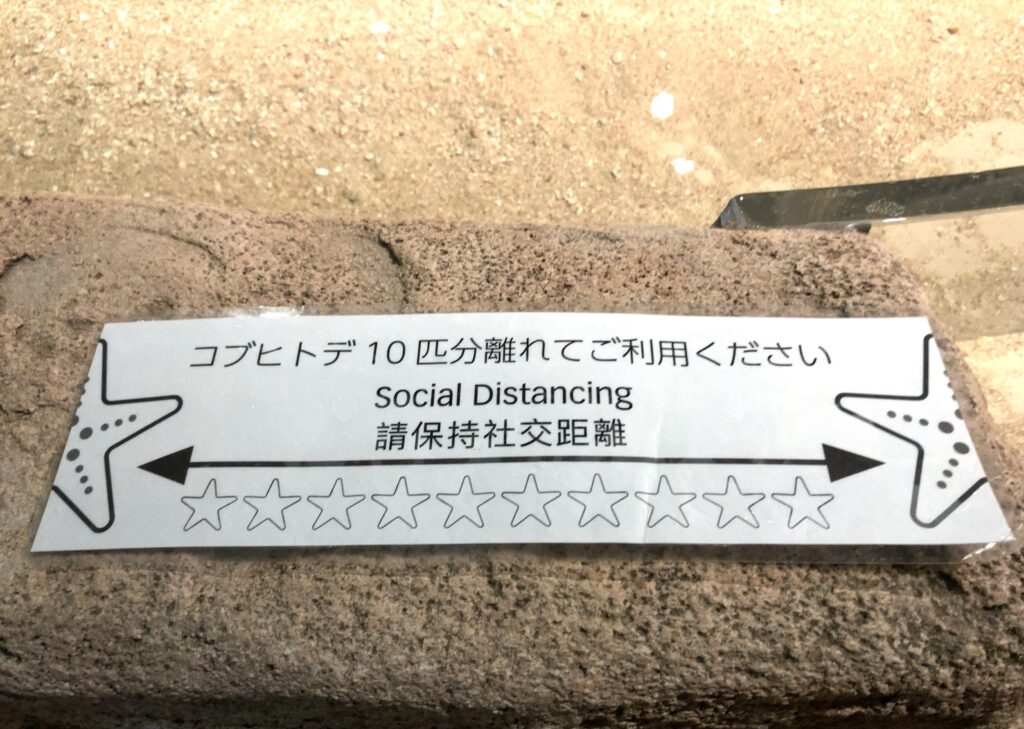 コブヒトデ10匹分離れてご利用ください
Social Distancing
請保持社交距離